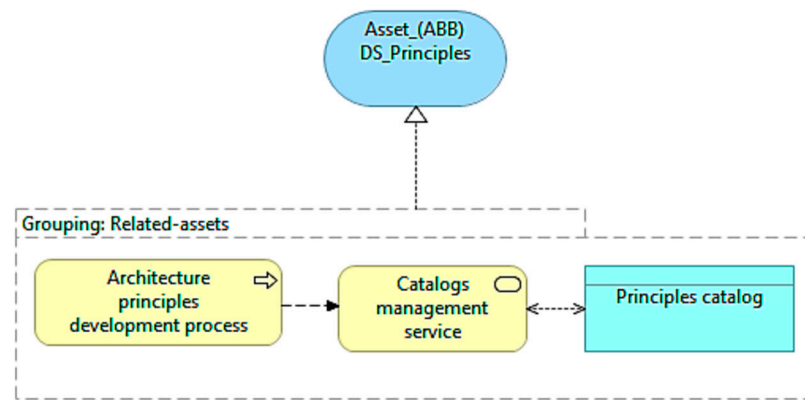 Asset_(ABB)
DS_Principles
Grouping: Related-assets
Architecture
principles
development process
Catalogs
management
service
Principles catalog